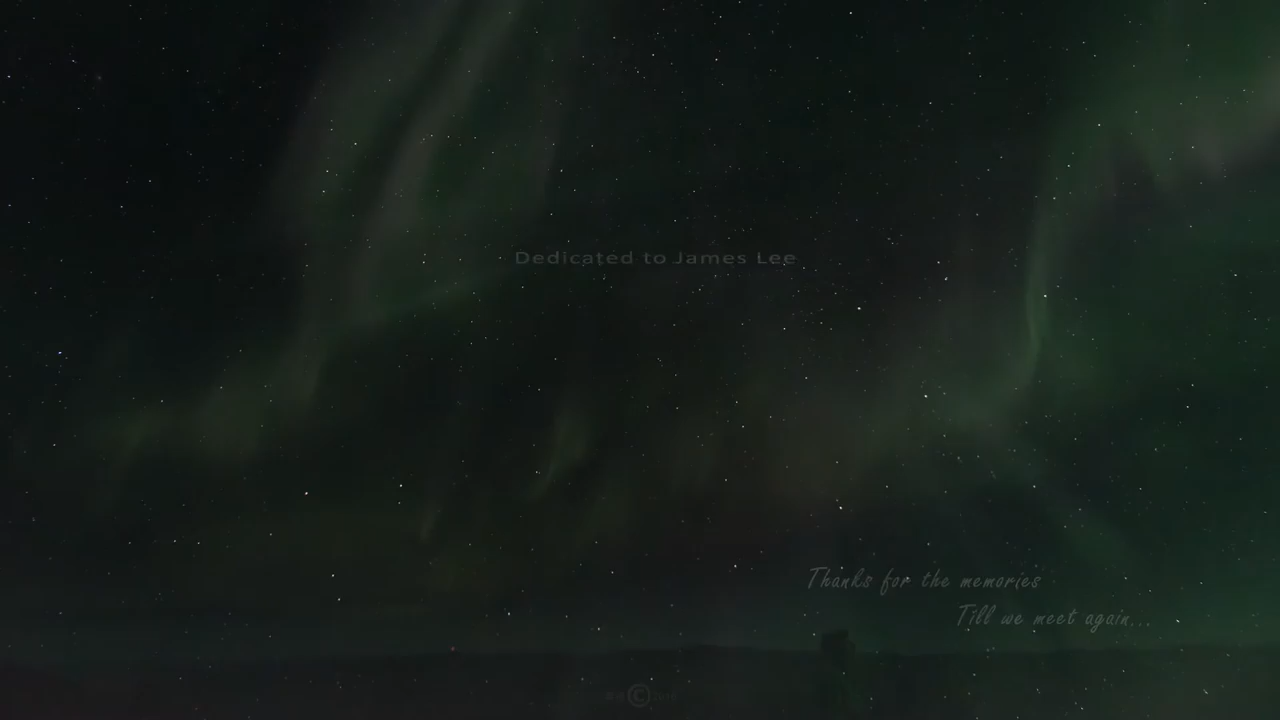 Dedicated to James Lee
Thanks for the memories
Till we meet again...
©